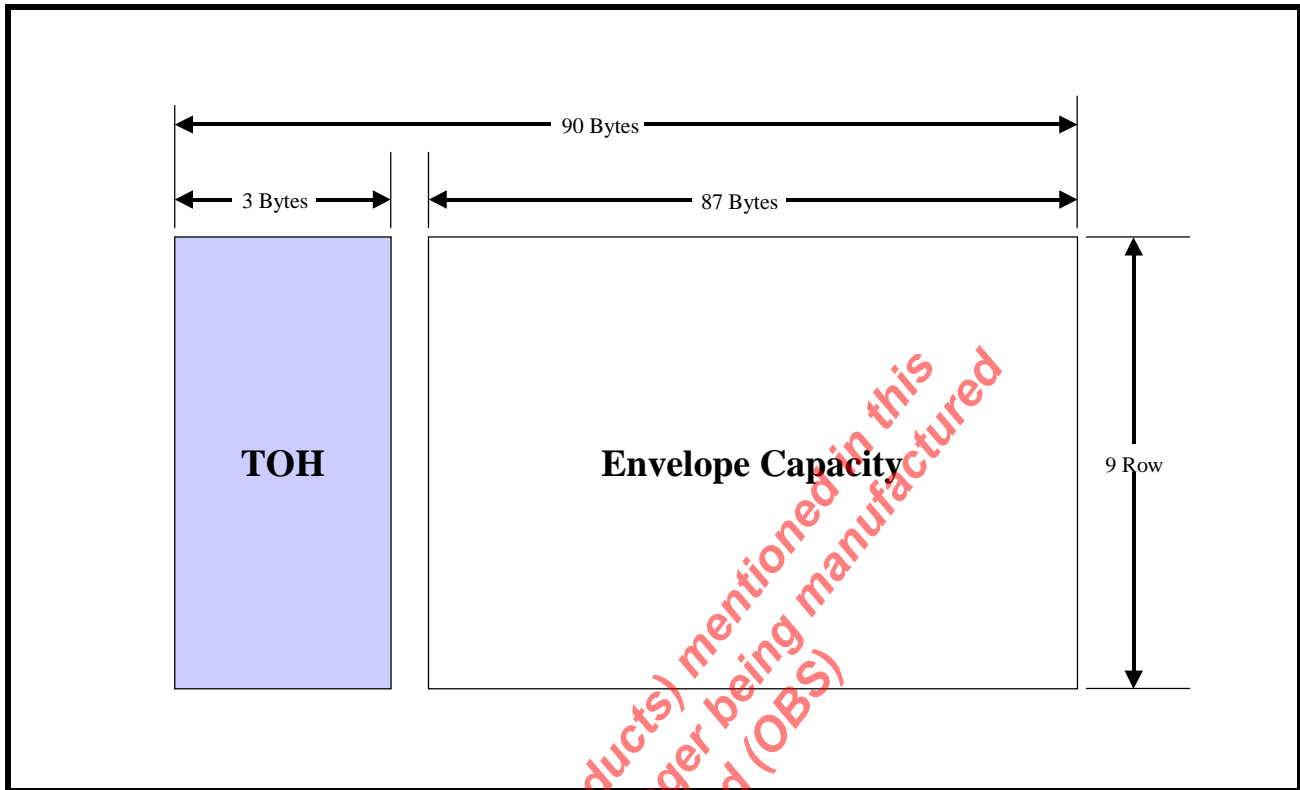 90 Bytes
3 Bytes
87 Bytes
TOH
Envelope Capacity
9 Row
ducts) mentioned in this
ger being manufactured
d (OBS)